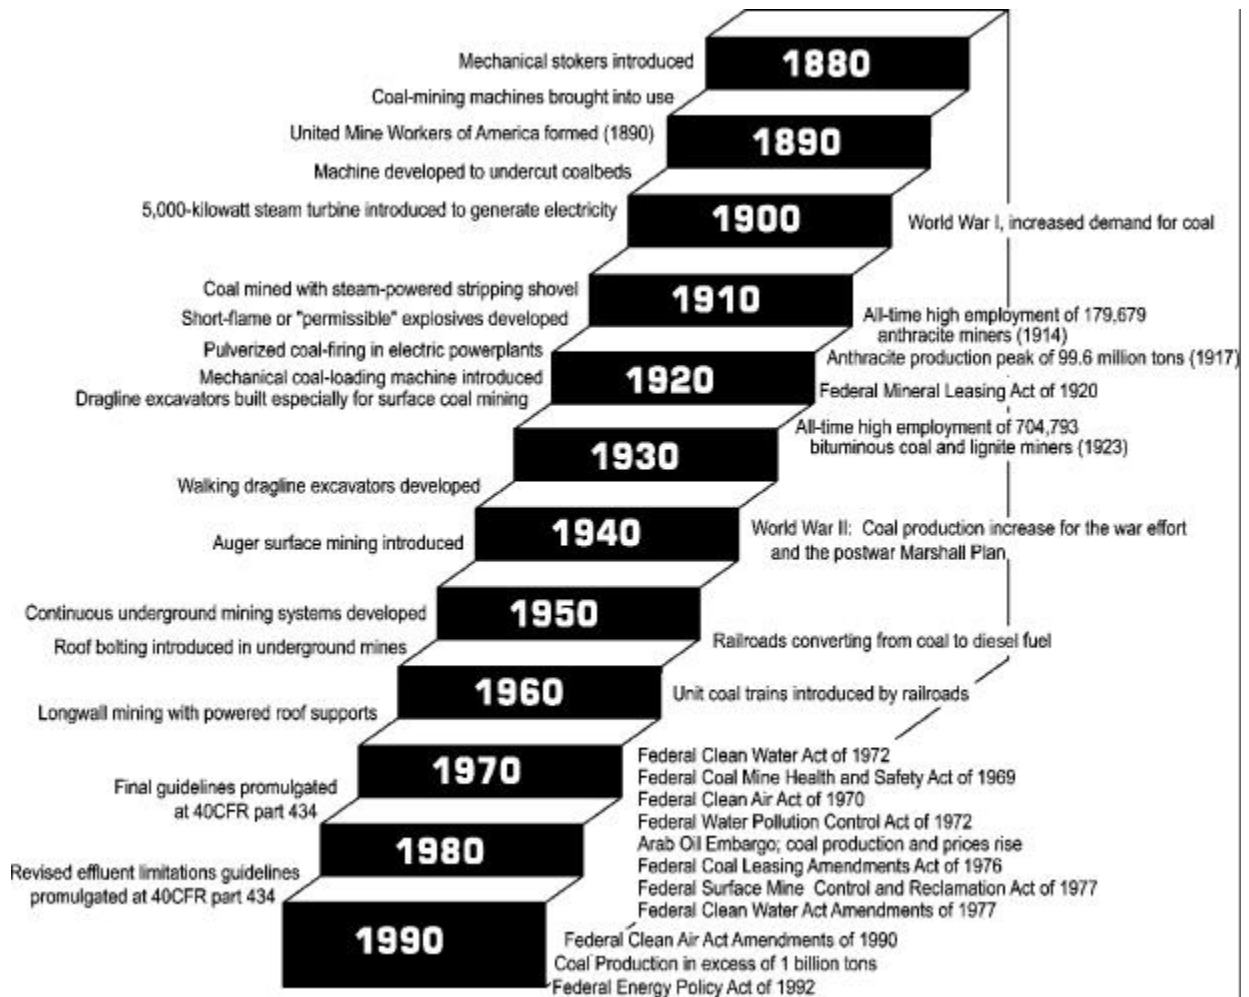 Mechanical stokers introduced
1880
Coal-mining machines brought into use
United Mine Workers of America formed (1890)
1890
Machine developed to undercut coalbeds
5,000-kilowatt steam turbine introduced to generate electricity
1900
World War I, increased demand for coal
Coal mined with steam-powered stripping shovel
1910
Short-flame or "permissible" explosives developed
All-time high employment of 179,679
anthracite miners (1914)
Pulverized coal-firing in electric powerplants
Anthracite production peak of 99.6 million tons (1917)
Mechanical coal-loading machine introduced
1920
Dragline excavators built especially for surface coal mining
Federal Mineral Leasing Act of 1920
All-time high employment of 704,793
bituminous coal and lignite miners (1923)
1930
Walking dragline excavators developed
Auger surface mining introduced
1940
World War II: Coal production increase for the war effort
and the postwar Marshall Plan
Continuous underground mining systems developed
1950
Roof bolting introduced in underground mines
Railroads converting from coal to diesel fuel
1960
Unit coal trains introduced by railroads
Longwall mining with powered roof supports
1970
Federal Clean Water Act of 1972
Federal Coal Mine Health and Safety Act of 1969
Federal Clean Air Act of 1970
Federal Water Pollution Control Act of 1972
Arab Oil Embargo; coal production and prices rise
Federal Coal Leasing Amendments Act of 1976
Federal Surface Mine Control and Reclamation Act of 1977
Federal Clean Water Act Amendments of 1977
Final guidelines promulgated
at 40CFR part 434
1980
Revised effluent limitations guidelines
promulgated at 40CFR part 434
1990
Federal Clean Air Act Amendments of 1990
Coal Production in excess of 1 billion tons
Federal Energy Policy Act of 1992